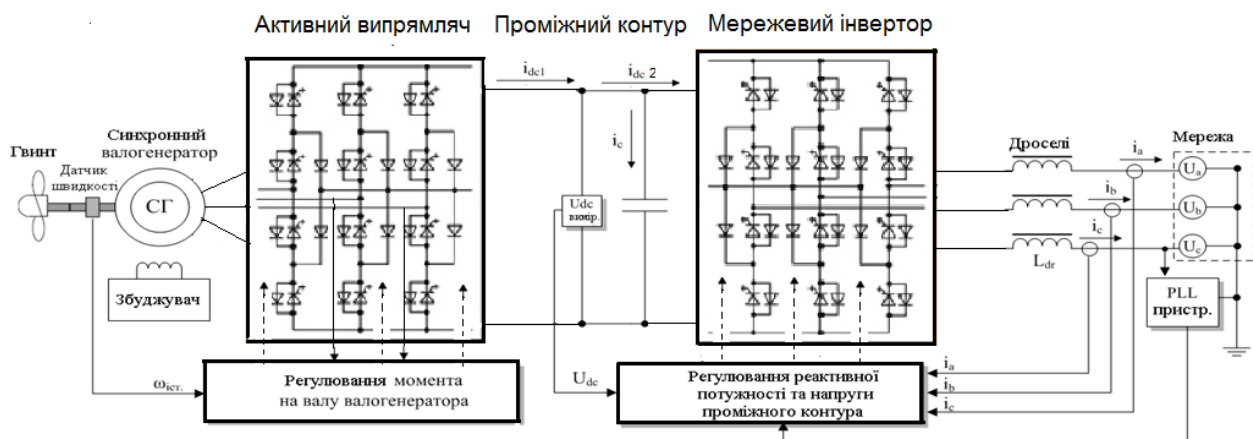 Активний випрямляч
Проміжний контур
Мережевий інвертор
i_dc1
i_dc 2
i_c
Гвинт
Датчик
швидкості
Синхронний
валогенератор
СГ
Збуджувач
Udc
вимір.
Дроселі
L_dr
i_a
i_b
i_c
Мережа
U_a
U_b
U_c
PLL
пристр.
ω_іст.
Регулювання момента
на валу валогенератора
U_dc
Регулювання реактивної
потужності та напруги
проміжного контура
i_a
i_b
i_c